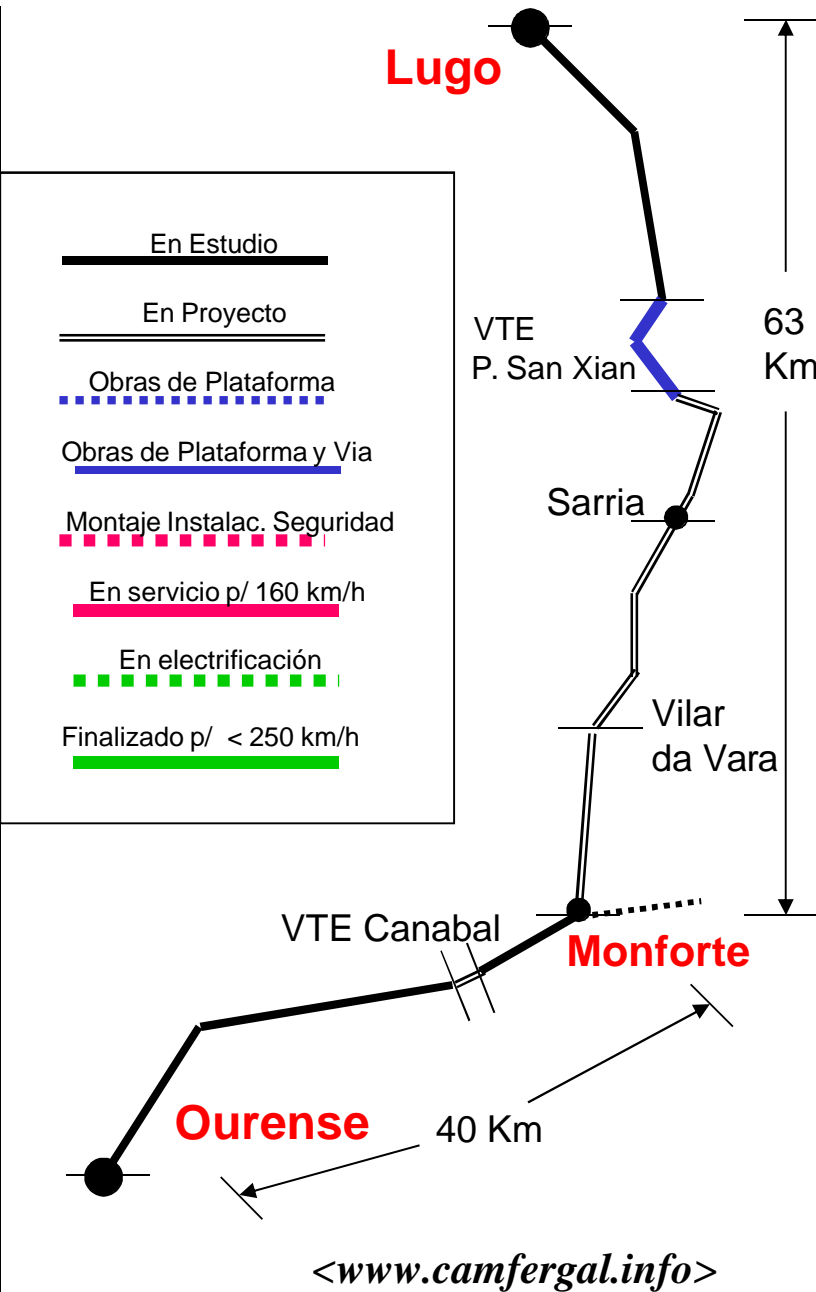 Lugo
En Estudio
En Proyecto
Obras de Plataforma
Obras de Plataforma y Via
Montaje Instalac. Seguridad
En servicio p/ 160 km/h
En electrificación
Finalizado p/ < 250 km/h
VTE
P. San Xian
63
Km
Sarria
Vilar
da Vara
VTE Canabal
Monforte
Ourense
40 Km
<www.camfergal.info>